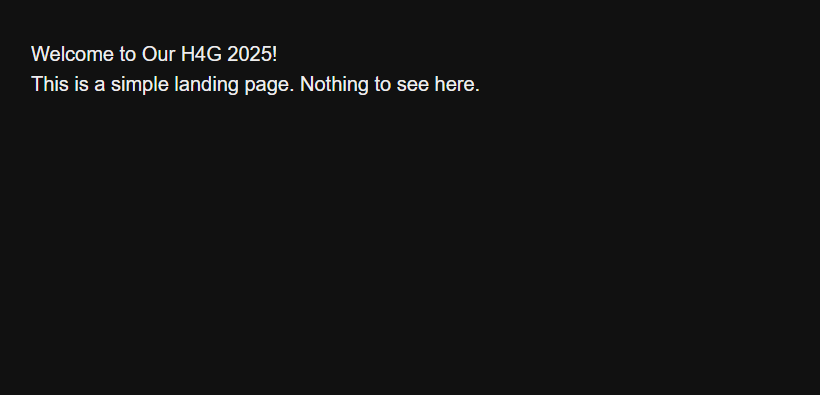 Welcome to Our H4G 2025!
This is a simple landing page. Nothing to see here.